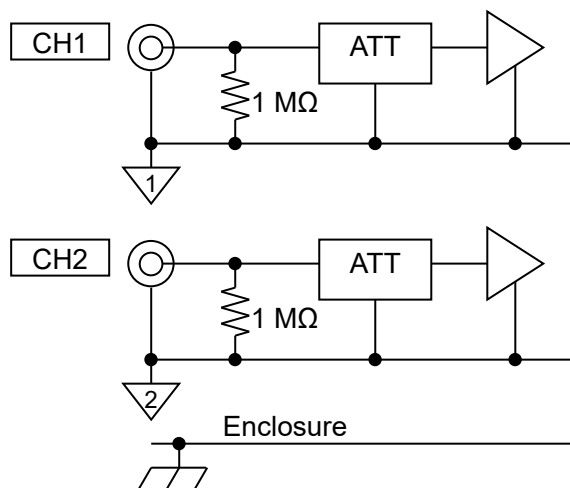 CH1
ATT
1 MΩ
1
CH2
ATT
1 MΩ
2
Enclosure